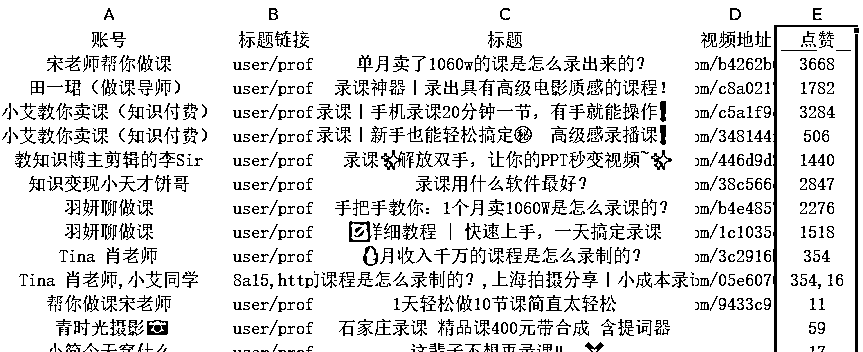 A B C D E
账号 标题链接 标题 视频地址 点赞
宋老师帮你做课 user/prof 单月卖了1060w的课是怎么录出来的? om/b4262b 3668
田一珺（做课导师） user/prof 录课神器丨录出具有高级电影质感的课程! om/c8a021 1782
小艾教你卖课（知识付费） user/prof 录课丨手机录课20分钟一节，有手就能操作! om/c5a1f9 3284
小艾教你卖课（知识付费） user/prof 录课丨新手也能轻松搞定㊙ 高级感录播课! om/348144 506
教知识博主剪辑的李Sir user/prof 录课✨解放双手，让你的PPT秒变视频~✨ om/446d9d 1440
知识变现小天才饼哥 user/prof 录课用什么软件最好? om/38c566 2847
羽妍聊做课 user/prof 手把手教你：1个月卖1060W是怎么录课的? om/b4e485 2276
羽妍聊做课 user/prof 详细教程 | 快速上手，一天搞定录课 om/1c1035 1518
Tina 肖老师 user/prof 月收入千万的课程是怎么录制的? om/3c2916 354
Tina 肖老师,小艾同学 8a15,http 课程是怎么录制的?,上海拍摄分享丨小成本录 om/05e607 354,16
帮你做课宋老师 user/prof 1天轻松做10节课简直太轻松 om/9433c9 11
青时光摄影📷 user/prof 石家庄录课 精品课400元带合成 含提词器 59